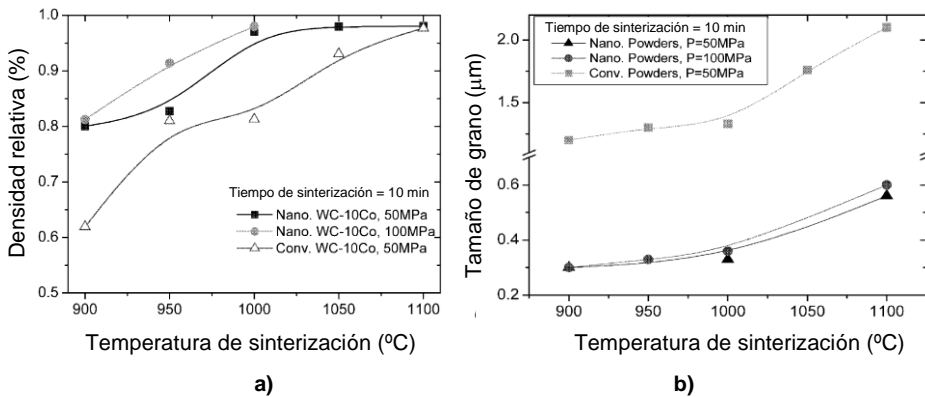 1.0
0.9
0.8
0.7
0.6
0.5
Densidad relativa (%)
Tiempo de sinterización = 10 min
Nano. WC-10Co, 50MPa
Nano. WC-10Co, 100MPa
Conv. WC-10Co, 50MPa
900 950 1000 1050 1100
Temperatura de sinterización (ºC)
a)
Tiempo de sinterización = 10 min
Nano. Powders, P=50MPa
Nano. Powders, P=100MPa
Conv. Powders, P=50MPa
2.0
1.5
0.6
0.4
0.2
Tamaño de grano (µm)
900 950 1000 1050 1100
Temperatura de sinterización (ºC)
b)